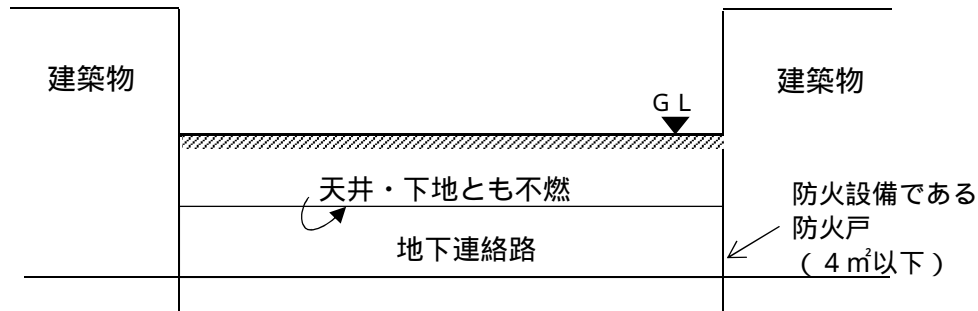 建築物
建築物
ＧＬ
天井・下地とも不燃
地下連絡路
防火設備である
防火戸
（４㎡以下）